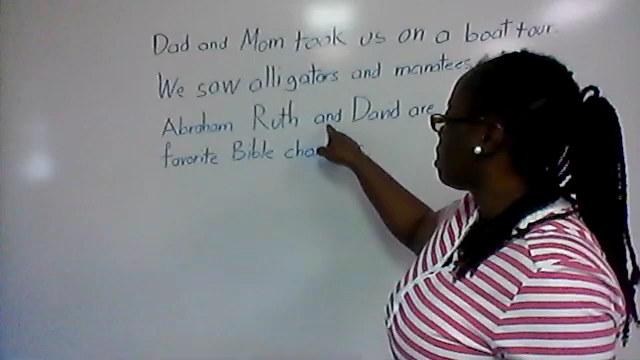 Dad and Mom took us on a boat tour.
We saw alligators and manatees
Abraham Ruth and David are
favorite Bible